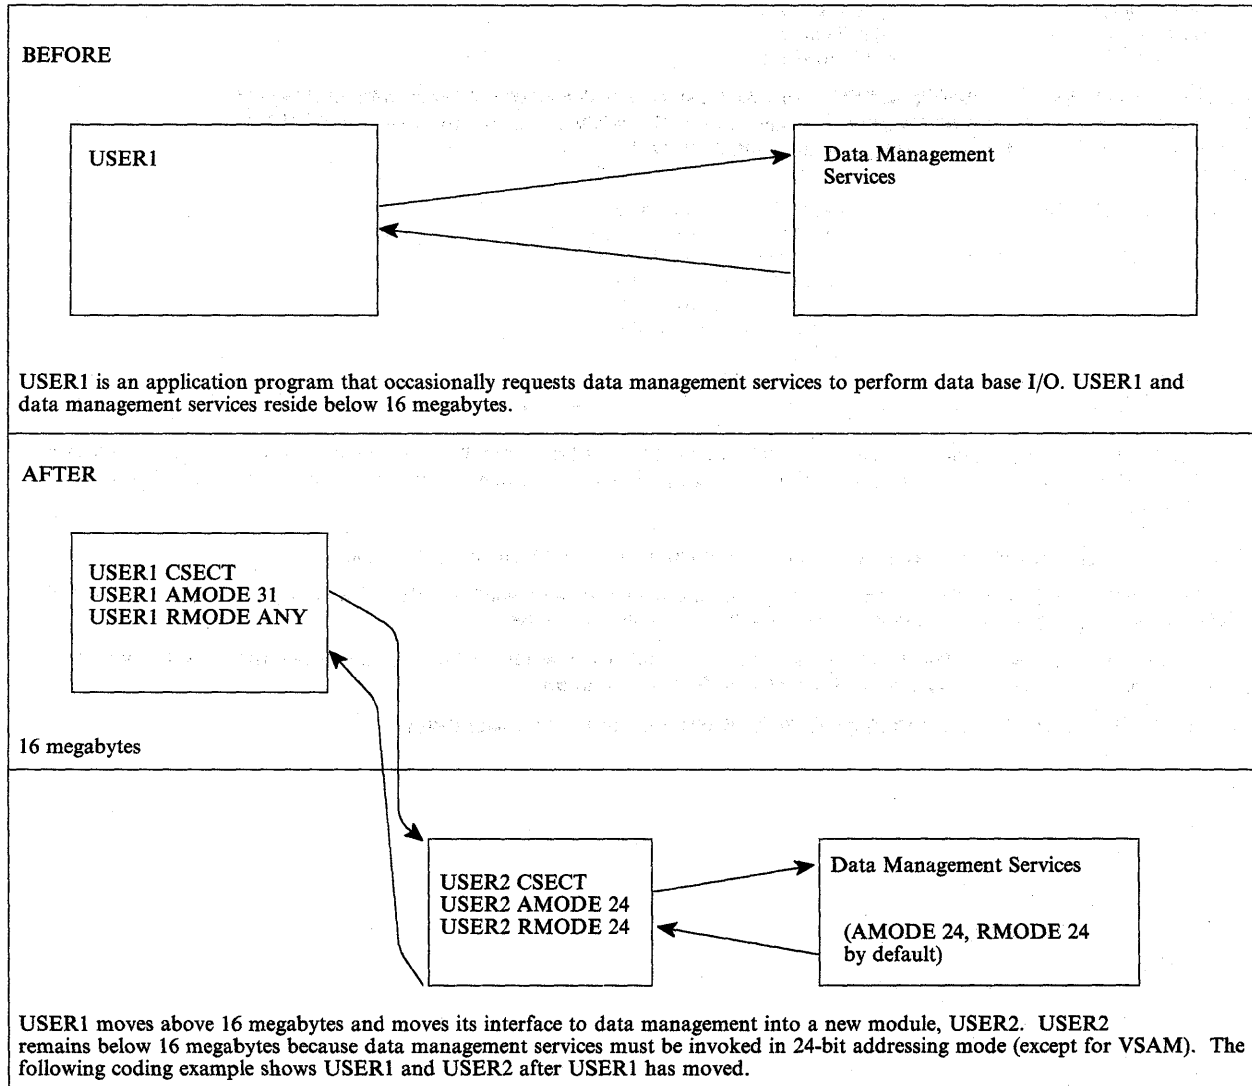 BEFORE
USER1
Data Management
Services
USER1 is an application program that occasionally requests data management services to perform data base I/O. USER1 and
data management services reside below 16 megabytes.
AFTER
USER1 CSECT
USER1 AMODE 31
USER1 RMODE ANY
16 megabytes
USER2 CSECT
USER2 AMODE 24
USER2 RMODE 24
Data Management Services
(AMODE 24, RMODE 24
by default)
USER1 moves above 16 megabytes and moves its interface to data management into a new module, USER2. USER2
remains below 16 megabytes because data management services must be invoked in 24-bit addressing mode (except for VSAM). The
following coding example shows USER1 and USER2 after USER1 has moved.